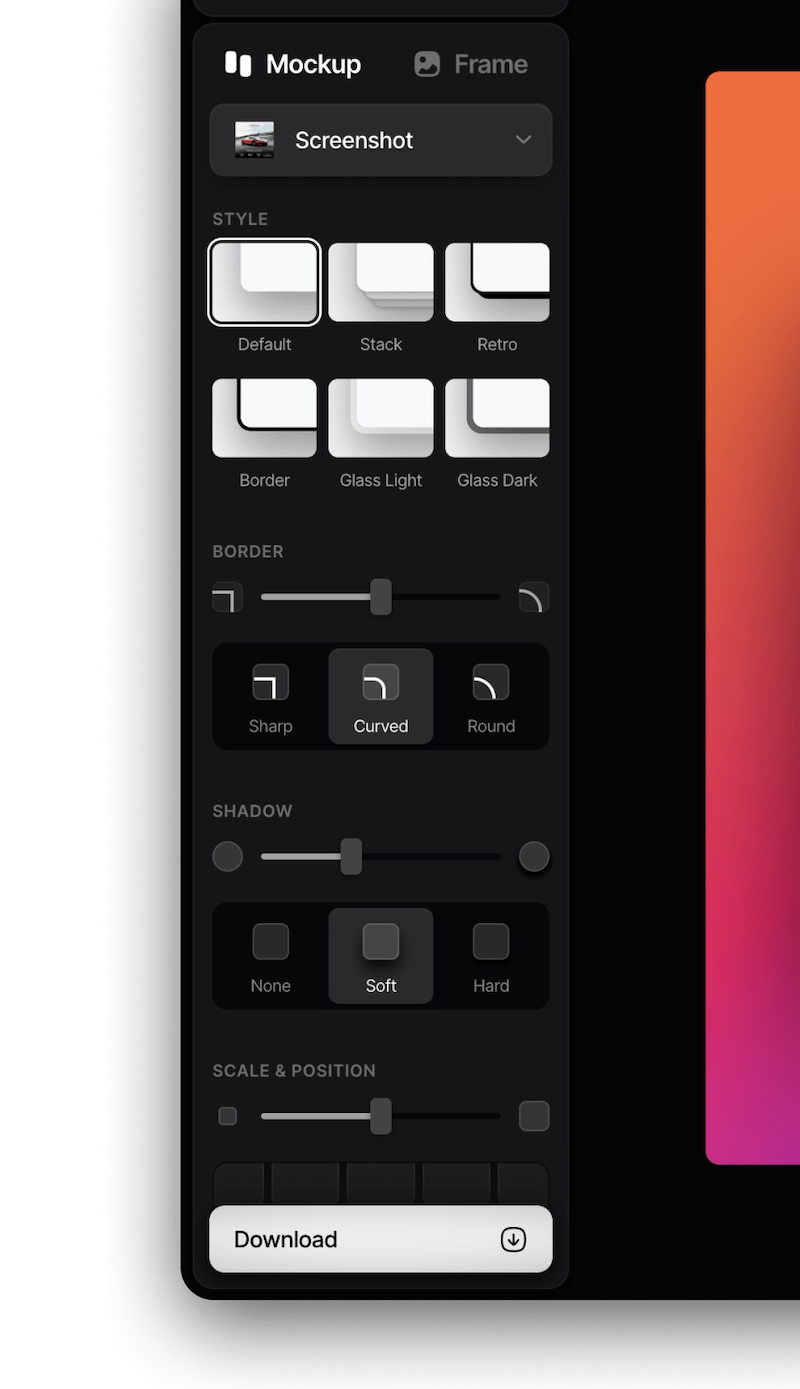 Mockup Frame
Screenshot
STYLE
Default Stack Retro
Border Glass Light Glass Dark
BORDER
Sharp Curved Round
SHADOW
None Soft Hard
SCALE & POSITION
Download